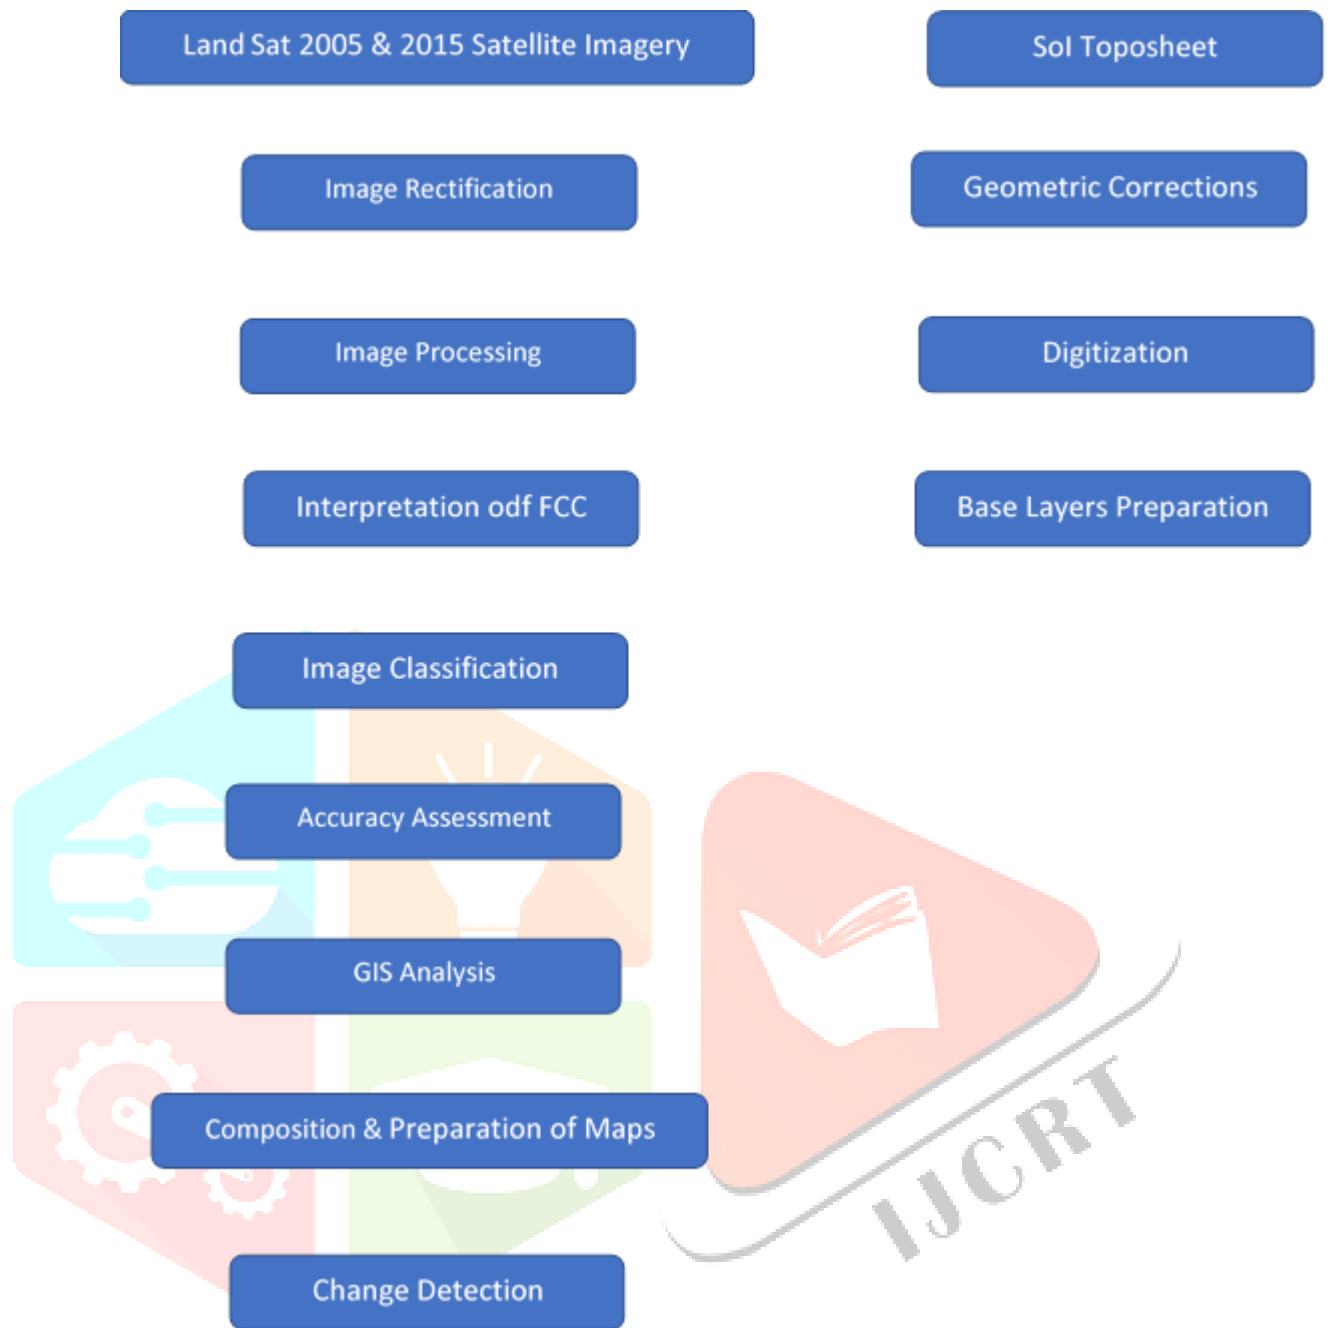 Land Sat 2005 & 2015 Satellite Imagery
SoI Toposheet
Image Rectification
Geometric Corrections
Image Processing
Digitization
Interpretation odf FCC
Base Layers Preparation
Image Classification
Accuracy Assessment
GIS Analysis
Composition & Preparation of Maps
Change Detection
IJCRT